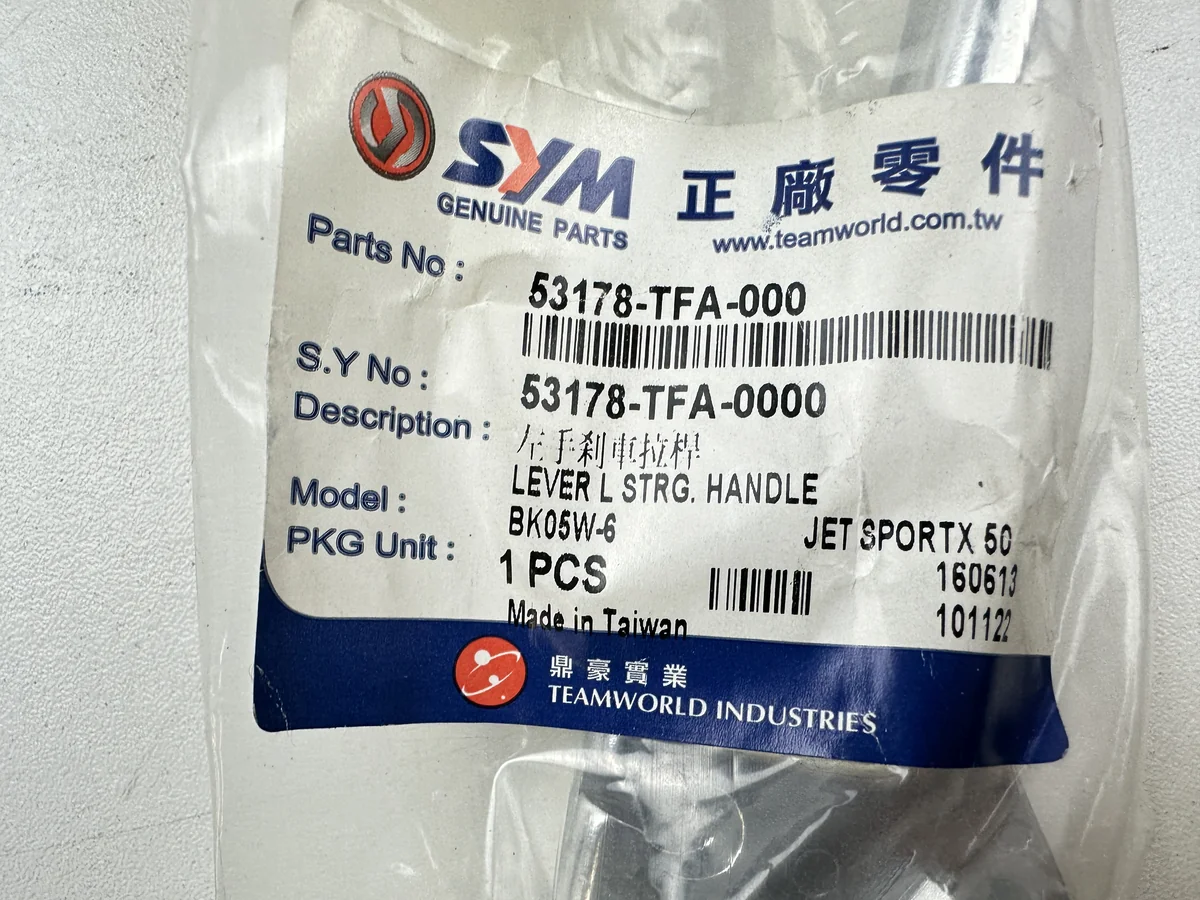 SYM
GENUINE PARTS
正廠零件
www.teamworld.com.tw
Parts No :
53178-TFA-000
S.Y No :
53178-TFA-0000
Description :
左手剎車拉桿
LEVER L STRG. HANDLE
Model :
BK05W-6 JET SPORTX 50
PKG Unit :
1 PCS
160613
Made in Taiwan
101122
鼎豪實業
TEAMWORLD INDUSTRIES